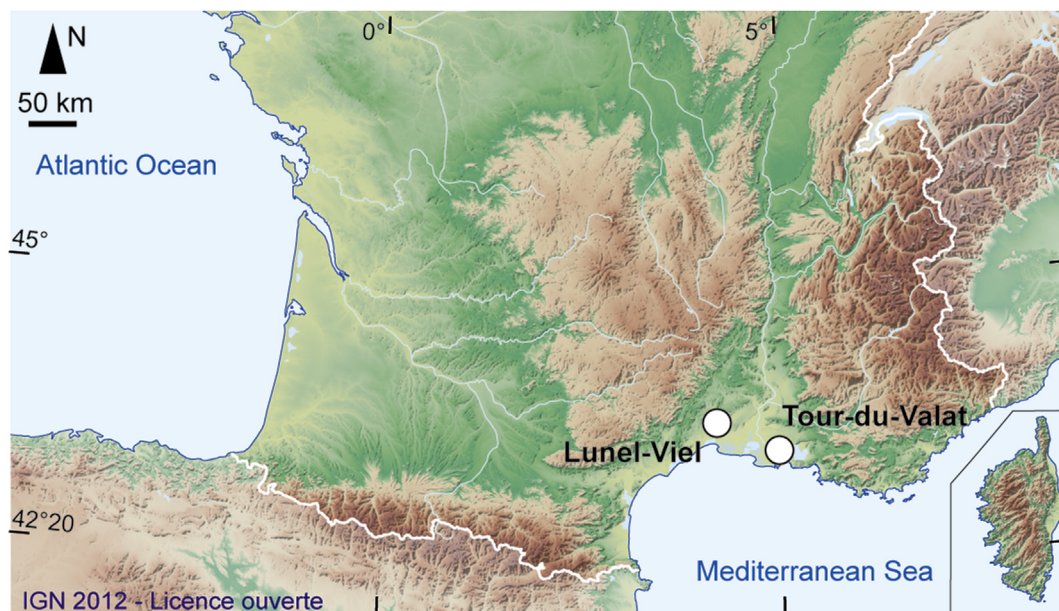 0°
5°
N
50 km
Atlantic Ocean
45°
Tour-du-Valat
Lunel-Viel
42°20
Mediterranean Sea
IGN 2012 - Licence ouverte